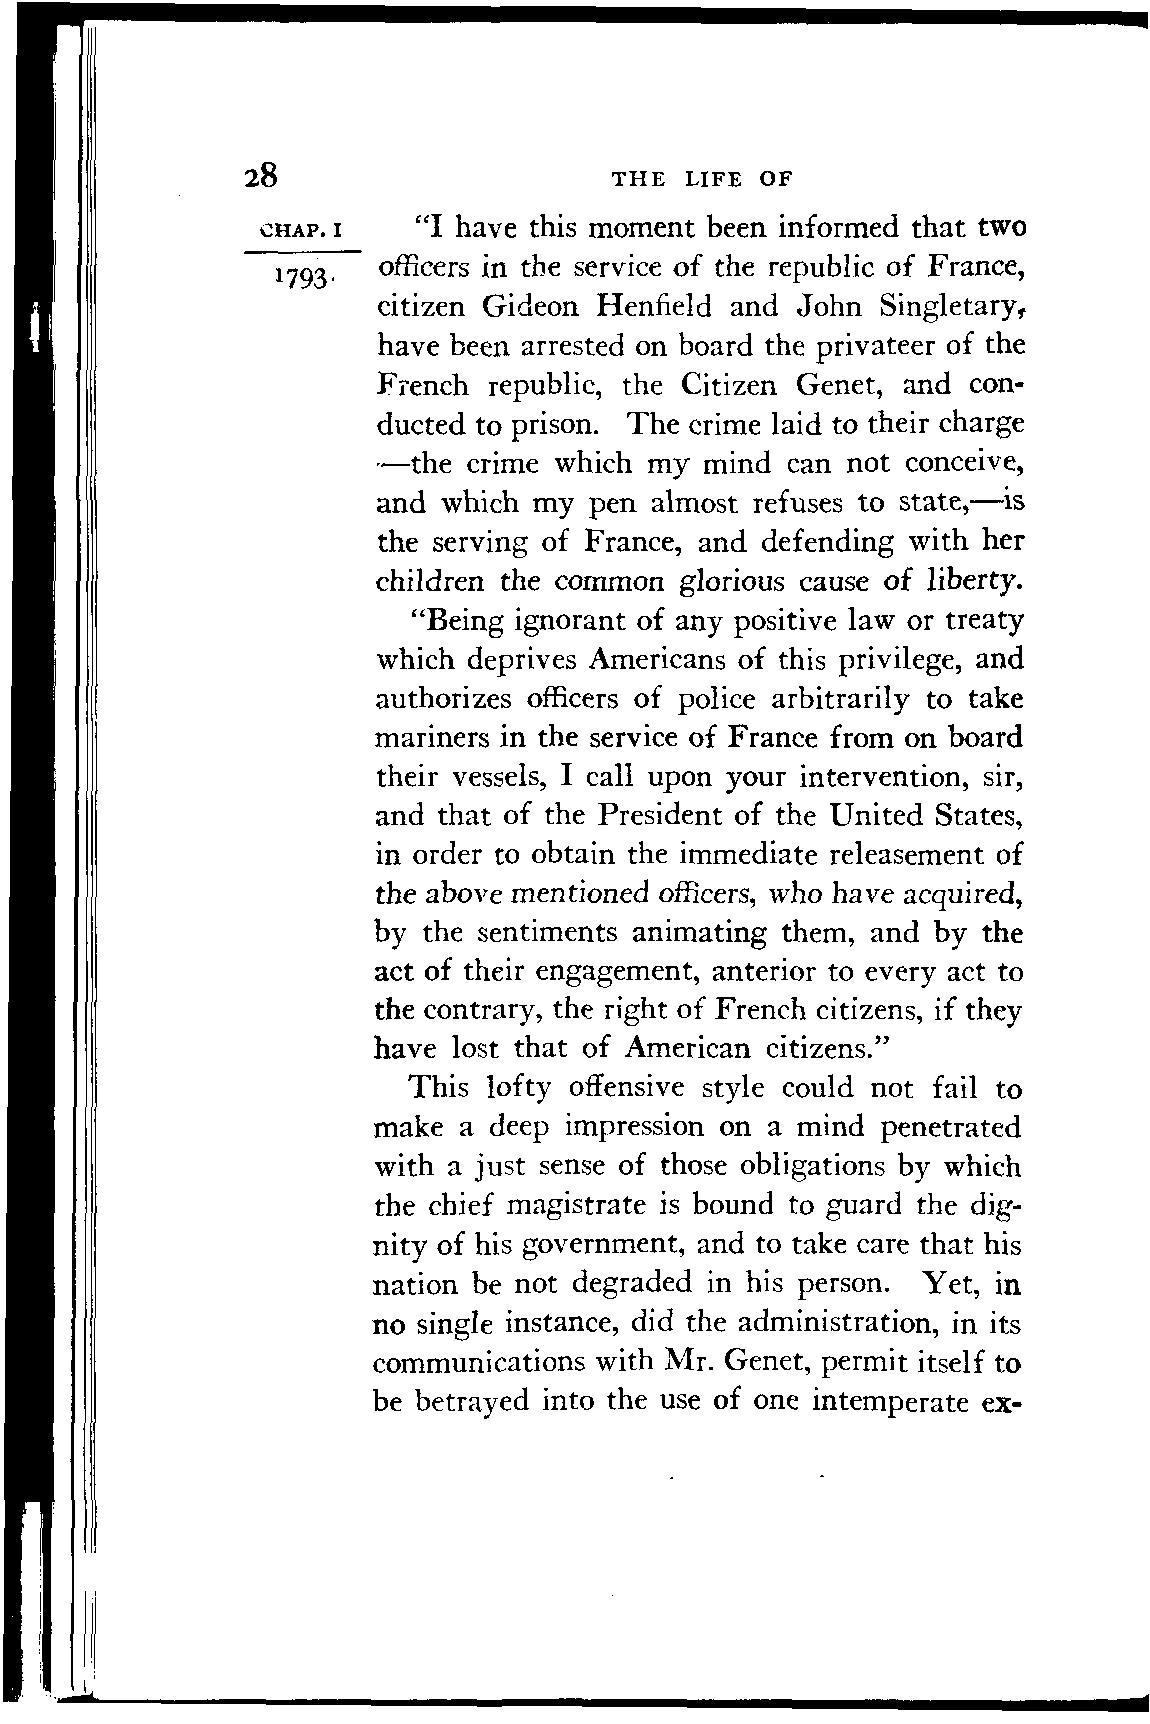 28 THE LIFE OF
CHAP. I
1793.
"I have this moment been informed that two
officers in the service of the republic of France,
citizen Gideon Henfield and John Singletary,
have been arrested on board the privateer of the
French republic, the Citizen Genet, and con-
ducted to prison. The crime laid to their charge
—the crime which my mind can not conceive,
and which my pen almost refuses to state,—is
the serving of France, and defending with her
children the common glorious cause of liberty.
"Being ignorant of any positive law or treaty
which deprives Americans of this privilege, and
authorizes officers of police arbitrarily to take
mariners in the service of France from on board
their vessels, I call upon your intervention, sir,
and that of the President of the United States,
in order to obtain the immediate releasement of
the above mentioned officers, who have acquired,
by the sentiments animating them, and by the
act of their engagement, anterior to every act to
the contrary, the right of French citizens, if they
have lost that of American citizens."
This lofty offensive style could not fail to
make a deep impression on a mind penetrated
with a just sense of those obligations by which
the chief magistrate is bound to guard the dig-
nity of his government, and to take care that his
nation be not degraded in his person. Yet, in
no single instance, did the administration, in its
communications with Mr. Genet, permit itself to
be betrayed into the use of one intemperate ex-